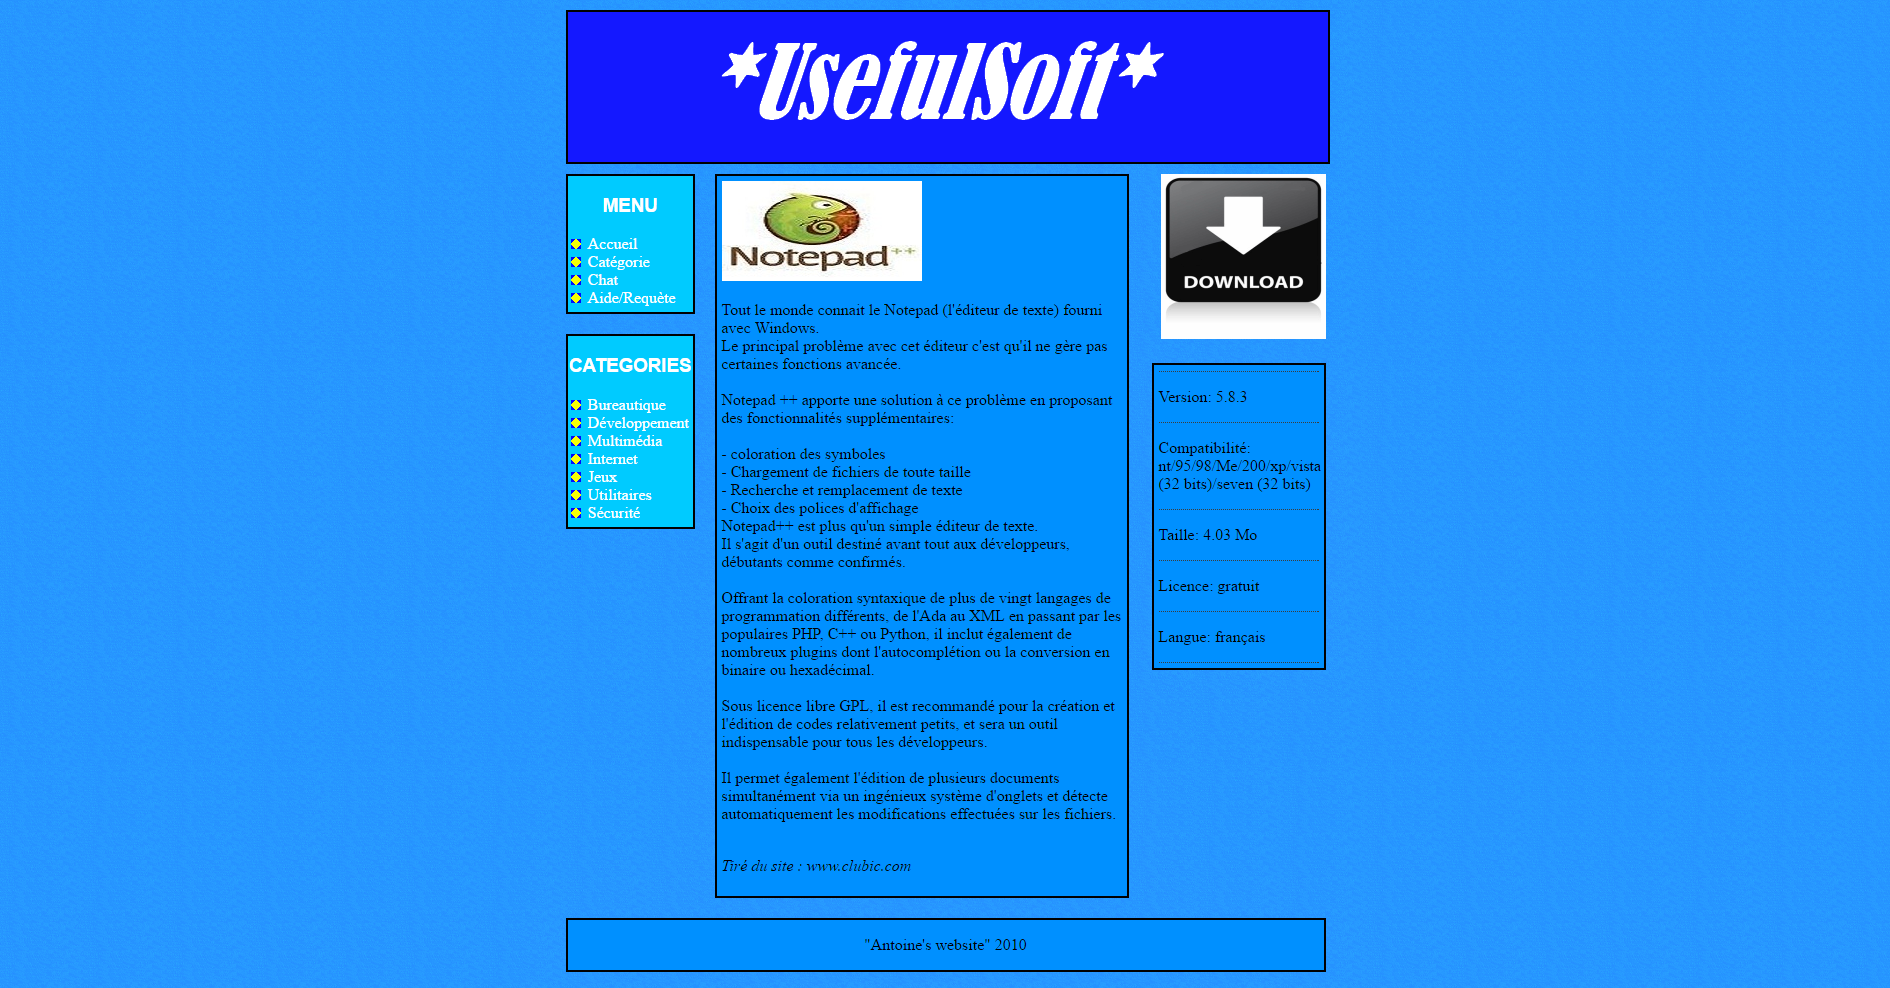 *UsefulSoft*
MENU
Accueil
Catégorie
Chat
Aide/Requète
CATEGORIES
Bureautique
Développement
Multimédia
Internet
Jeux
Utilitaires
Sécurité
Notepad++
Tout le monde connait le Notepad (l'éditeur de texte) fourni
avec Windows.
Le principal problème avec cet éditeur c'est qu'il ne gère pas
certaines fonctions avancée.
Notepad ++ apporte une solution à ce problème en proposant
des fonctionnalités supplémentaires:
- coloration des symboles
- Chargement de fichiers de toute taille
- Recherche et remplacement de texte
- Choix des polices d'affichage
Notepad++ est plus qu'un simple éditeur de texte.
Il s'agit d'un outil destiné avant tout aux développeurs,
débutants comme confirmés.
Offrant la coloration syntaxique de plus de vingt langages de
programmation différents, de l'Ada au XML en passant par les
populaires PHP, C++ ou Python, il inclut également de
nombreux plugins dont l'autocomplétion ou la conversion en
binaire ou hexadécimal.
Sous licence libre GPL, il est recommandé pour la création et
l'édition de codes relativement petits, et sera un outil
indispensable pour tous les développeurs.
Il permet également l'édition de plusieurs documents
simultanément via un ingénieux système d'onglets et détecte
automatiquement les modifications effectuées sur les fichiers.
Tiré du site : www.clubic.com
DOWNLOAD
Version: 5.8.3
Compatibilité:
nt/95/98/Me/200/xp/vista
(32 bits)/seven (32 bits)
Taille: 4.03 Mo
Licence: gratuit
Langue: français
"Antoine's website" 2010